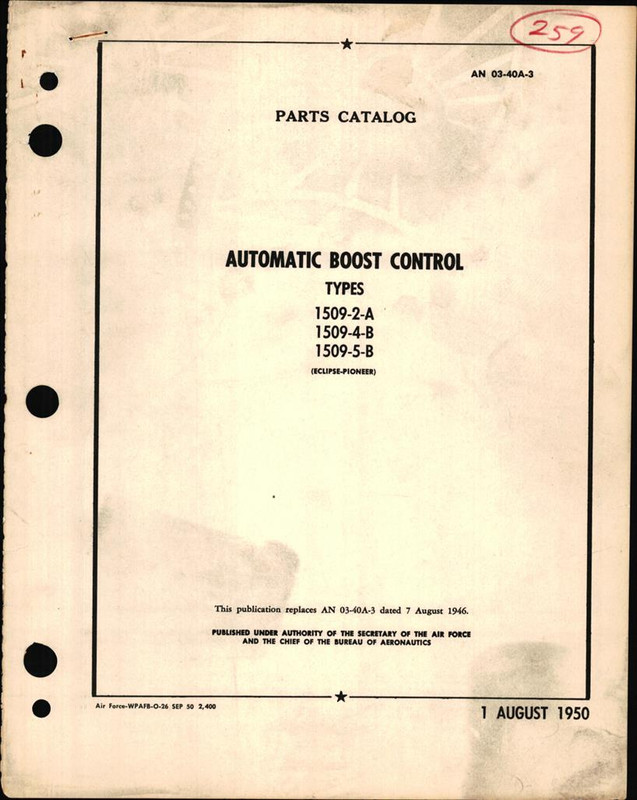 259
AN 03-40A-3
PARTS CATALOG
AUTOMATIC BOOST CONTROL
TYPES
1509-2-A
1509-4-B
1509-5-B
(ECLIPSE-PIONEER)
This publication replaces AN 03-40A-3 dated 7 August 1946.
PUBLISHED UNDER AUTHORITY OF THE SECRETARY OF THE AIR FORCE
AND THE CHIEF OF THE BUREAU OF AERONAUTICS
Air Force-WPAFB-O-26 SEP 50 2,400
1 AUGUST 1950